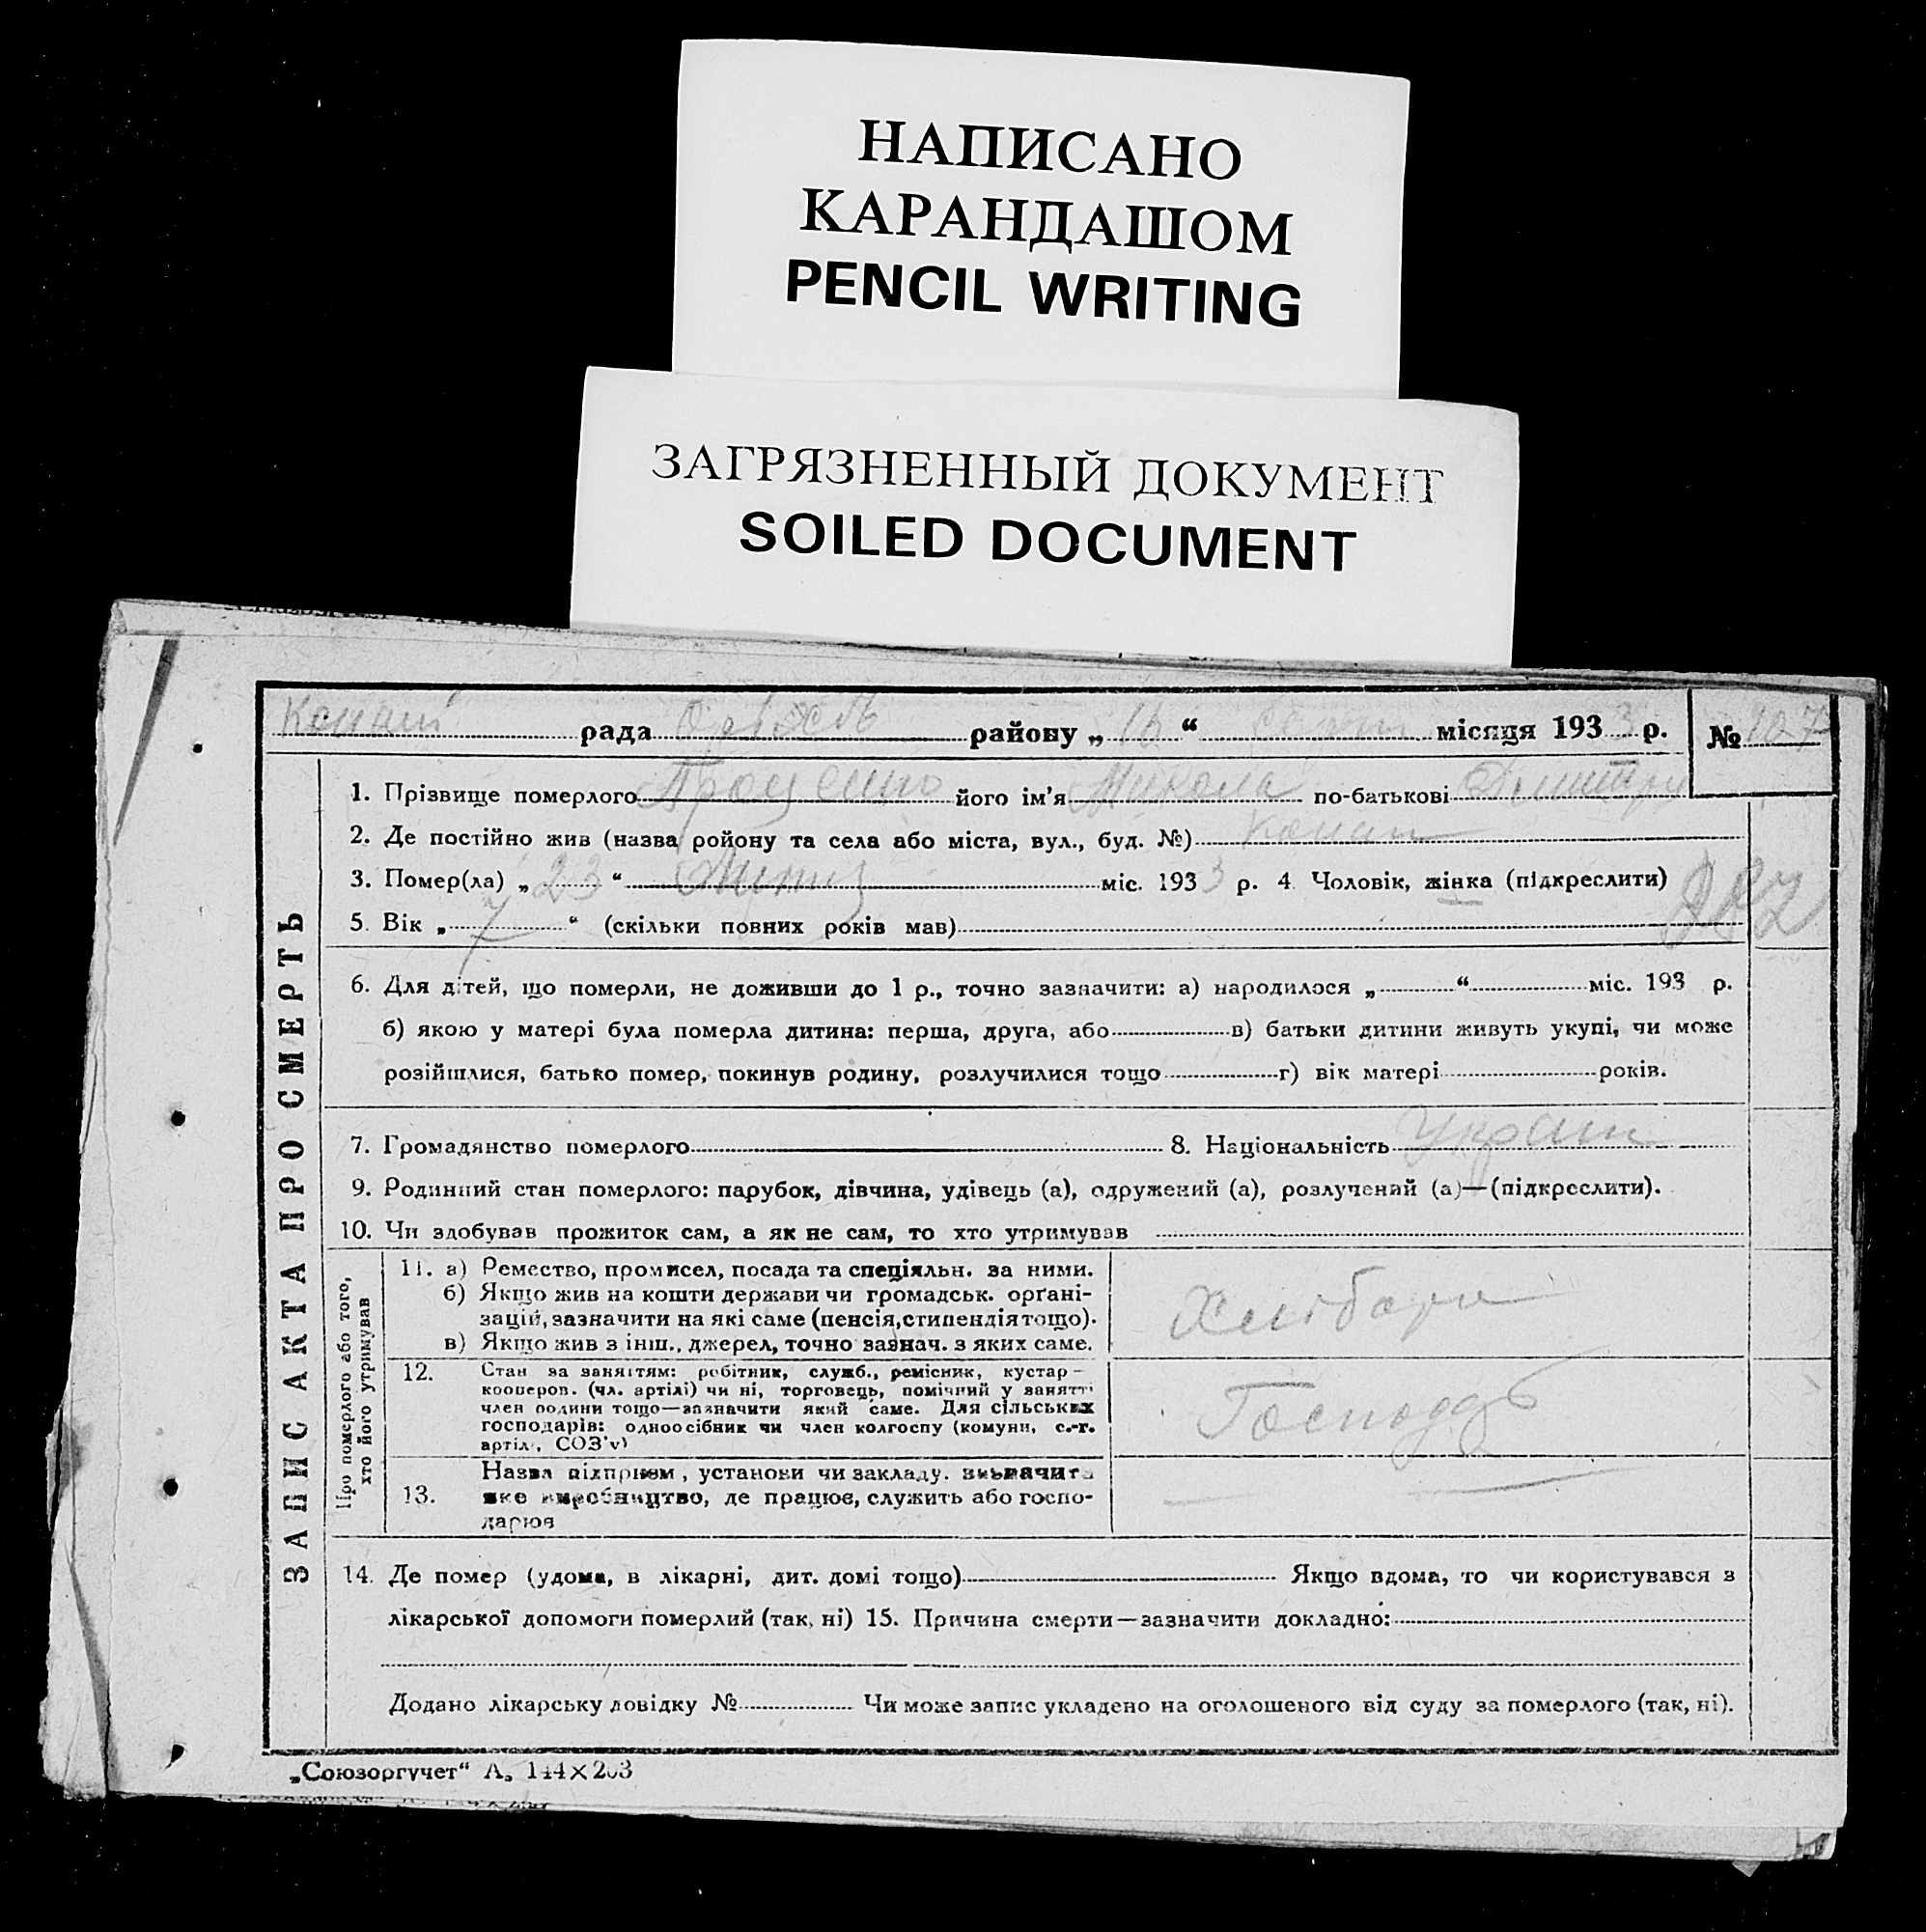 НАПИСАНО
КАРАНДАШОМ
PENCIL WRITING
ЗАГРЯЗНЕННЫЙ ДОКУМЕНТ
SOILED DOCUMENT
рада району „ “ місяця 1933 р. № 107
1. Прізвище померлого Проценко його ім'я Микола по-батькові
2. Де постійно жив (назва ройону та села або міста, вул., буд. №)
3. Помер(ла) „ 23 “ міс. 1933 р. 4 Чоловік, жінка (підкреслити)
5. Вік „ 7 “ (скільки повних років мав)
6. Для дітей, що померли, не доживши до 1 р., точно зазначити: а) народилося „ “ міс. 193 р.
б) якою у матері була померла дитина: перша, друга, або в) батьки дитини живуть укупі, чи може
розійшлися, батько помер, покинув родину, розлучилися тощо г) вік матері років.
7. Громадянство померлого 8. Національність
9. Родинний стан померлого: парубок, дівчина, удівець (а), одружений (а), розлучений (а)—(підкреслити).
10. Чи здобував прожиток сам, а як не сам, то хто утримував
ЗАПИС АКТА ПРО СМЕРТЬ
Про померлого або того,
хто його утримував
11. а) Ремество, промисел, посада та спеціяльн. за ними.
б) Якщо жив на кошти держави чи громадськ. орґані-
зацій, зазначити на які саме (пенсія, стипендія тощо).
в) Якщо жив з інш., джерел, точно зазнач. з яких саме.
Хлібороб
12. Стан за заняттям: робітник, служб., ремісник, кустар-
кооперов. (чл. артілі) чи ні, торговець, помічний у занятті
член родини тощо—зазначити який саме. Для сільських
господарів: одноосібник чи член колгоспу (комуни, с.-г.
артіл., СОЗ'у)
13. Назва підприєм., установи чи закладу. зазначити
яке виробництво, де працює, служить або госпо-
дарює
14. Де помер (удома, в лікарні, дит. домі тощо) Якщо вдома, то чи користувався з
лікарської допомоги померлий (так, ні) 15. Причина смерти—зазначити докладно:
Додано лікарську довідку № Чи може запис укладено на оголошеного від суду за померлого (так, ні).
„Союзоргучет“ А. 144×203